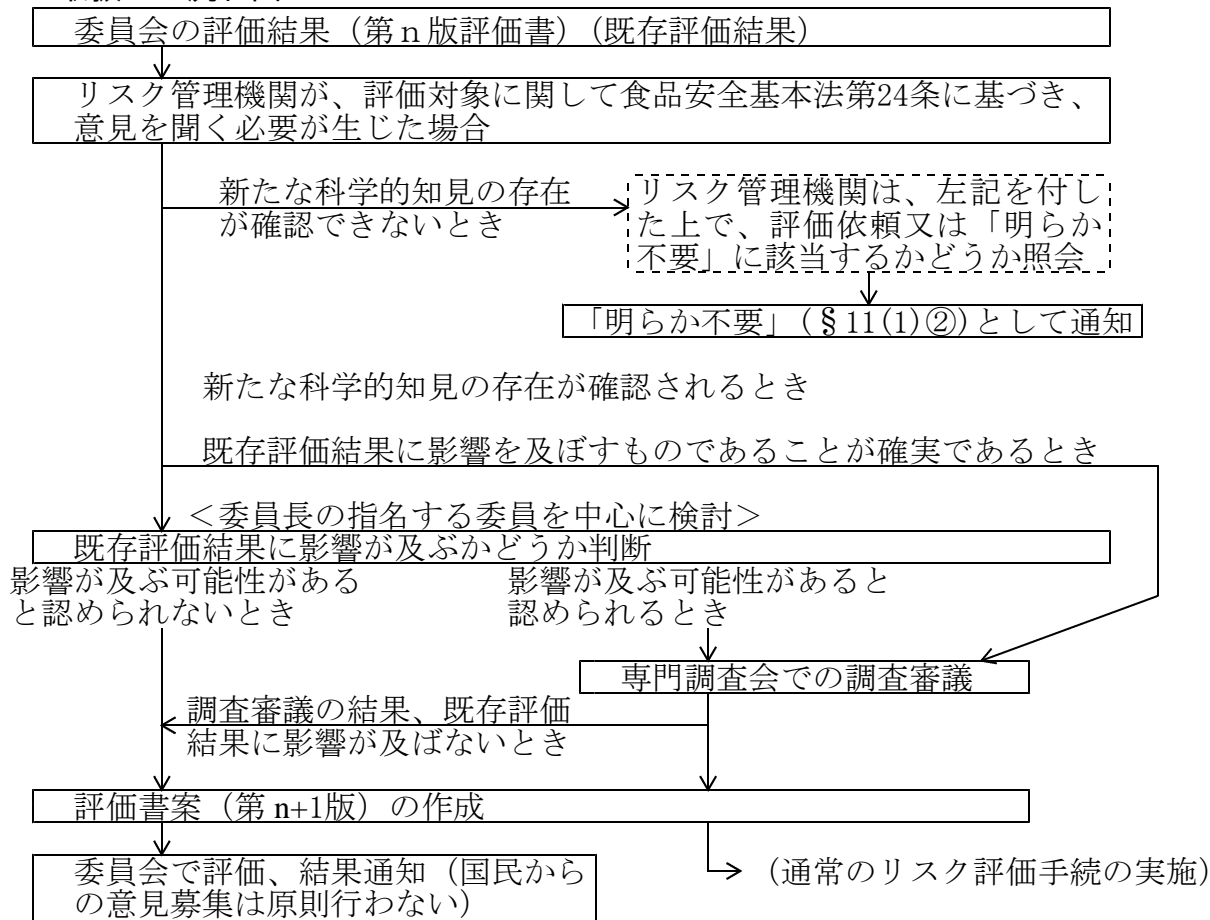 委員会の評価結果（第ｎ版評価書）（既存評価結果）
リスク管理機関が、評価対象に関して食品安全基本法第24条に基づき、
意見を聞く必要が生じた場合
新たな科学的知見の存在
が確認できないとき
リスク管理機関は、左記を付し
た上で、評価依頼又は「明らか
不要」に該当するかどうか照会
「明らか不要」(§11(1)②)として通知
新たな科学的知見の存在が確認されるとき
既存評価結果に影響を及ぼすものであることが確実であるとき
＜委員長の指名する委員を中心に検討＞
既存評価結果に影響が及ぶかどうか判断
影響が及ぶ可能性がある
と認められないとき
影響が及ぶ可能性があると
認められるとき
専門調査会での調査審議
調査審議の結果、既存評価
結果に影響が及ばないとき
評価書案（第 n+1版）の作成
委員会で評価、結果通知（国民から
の意見募集は原則行わない）
（通常のリスク評価手続の実施）